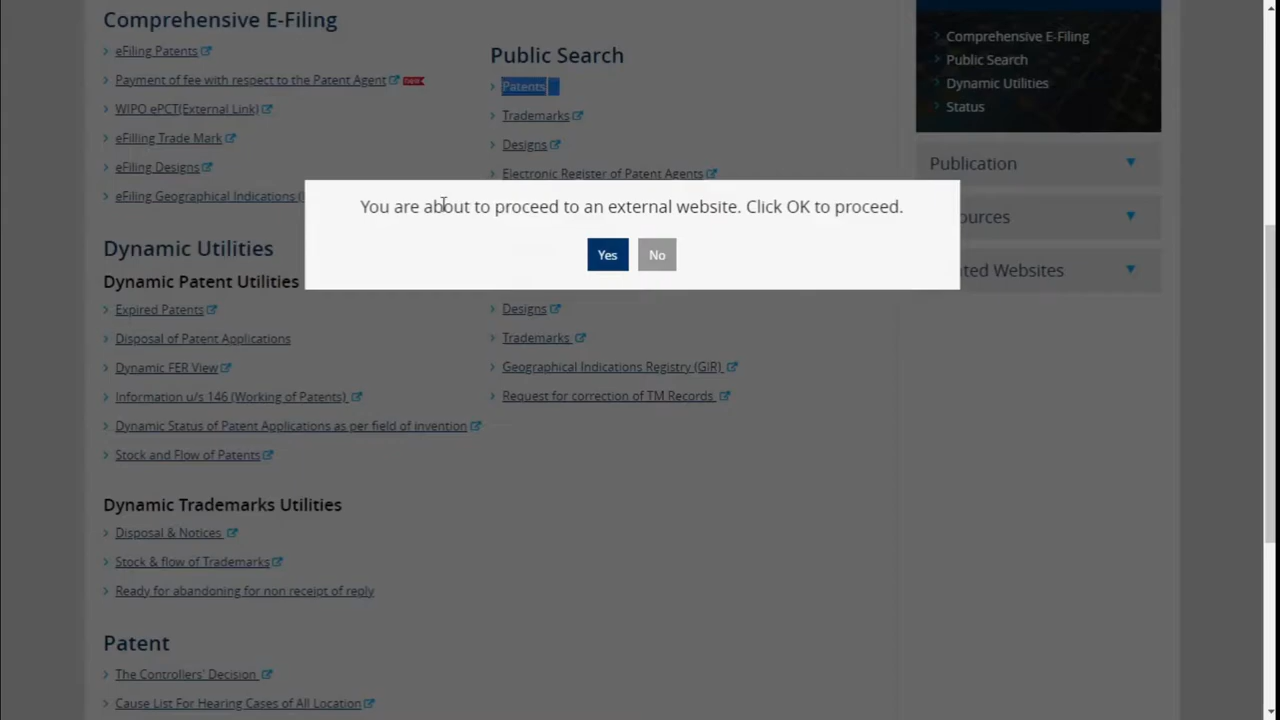 Comprehensive E-Filing
eFiling Patents
Payment of fee with respect to the Patent Agent
WIPO ePCT(External Link)
eFilling Trade Mark
eFiling Designs
eFiling Geographical Indications (
Public Search
Patents
Trademarks
Designs
Electronic Register of Patent Agents
Comprehensive E-Filing
Public Search
Dynamic Utilities
Status
Publication
ources
ted Websites
You are about to proceed to an external website. Click OK to proceed.
Yes No
Dynamic Utilities
Dynamic Patent Utilities
Expired Patents
Disposal of Patent Applications
Dynamic FER View
Information u/s 146 (Working of Patents)
Dynamic Status of Patent Applications as per field of invention
Stock and Flow of Patents
Designs
Trademarks
Geographical Indications Registry (GIR)
Request for correction of TM Records
Dynamic Trademarks Utilities
Disposal & Notices
Stock & flow of Trademarks
Ready for abandoning for non receipt of reply
Patent
The Controllers' Decision
Cause List For Hearing Cases of All Location